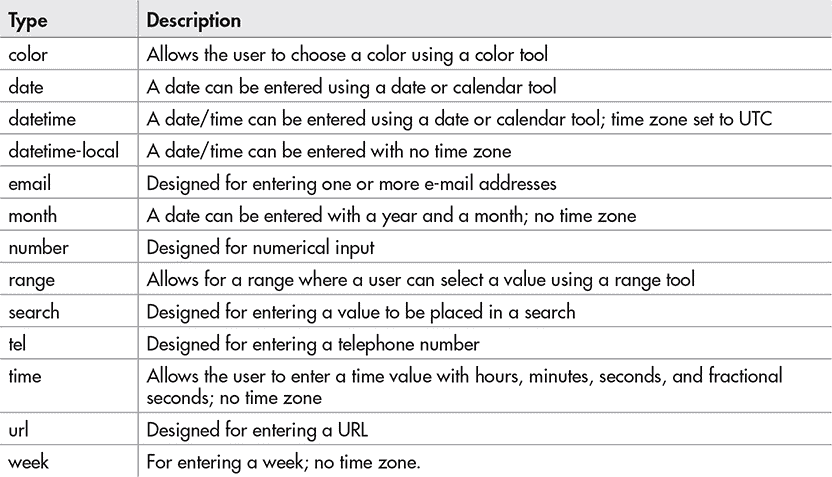 Type Description
color Allows the user to choose a color using a color tool
date A date can be entered using a date or calendar tool
datetime A date/time can be entered using a date or calendar tool; time zone set to UTC
datetime-local A date/time can be entered with no time zone
email Designed for entering one or more e-mail addresses
month A date can be entered with a year and a month; no time zone
number Designed for numerical input
range Allows for a range where a user can select a value using a range tool
search Designed for entering a value to be placed in a search
tel Designed for entering a telephone number
time Allows the user to enter a time value with hours, minutes, seconds, and fractional
seconds; no time zone
url Designed for entering a URL
week For entering a week; no time zone.